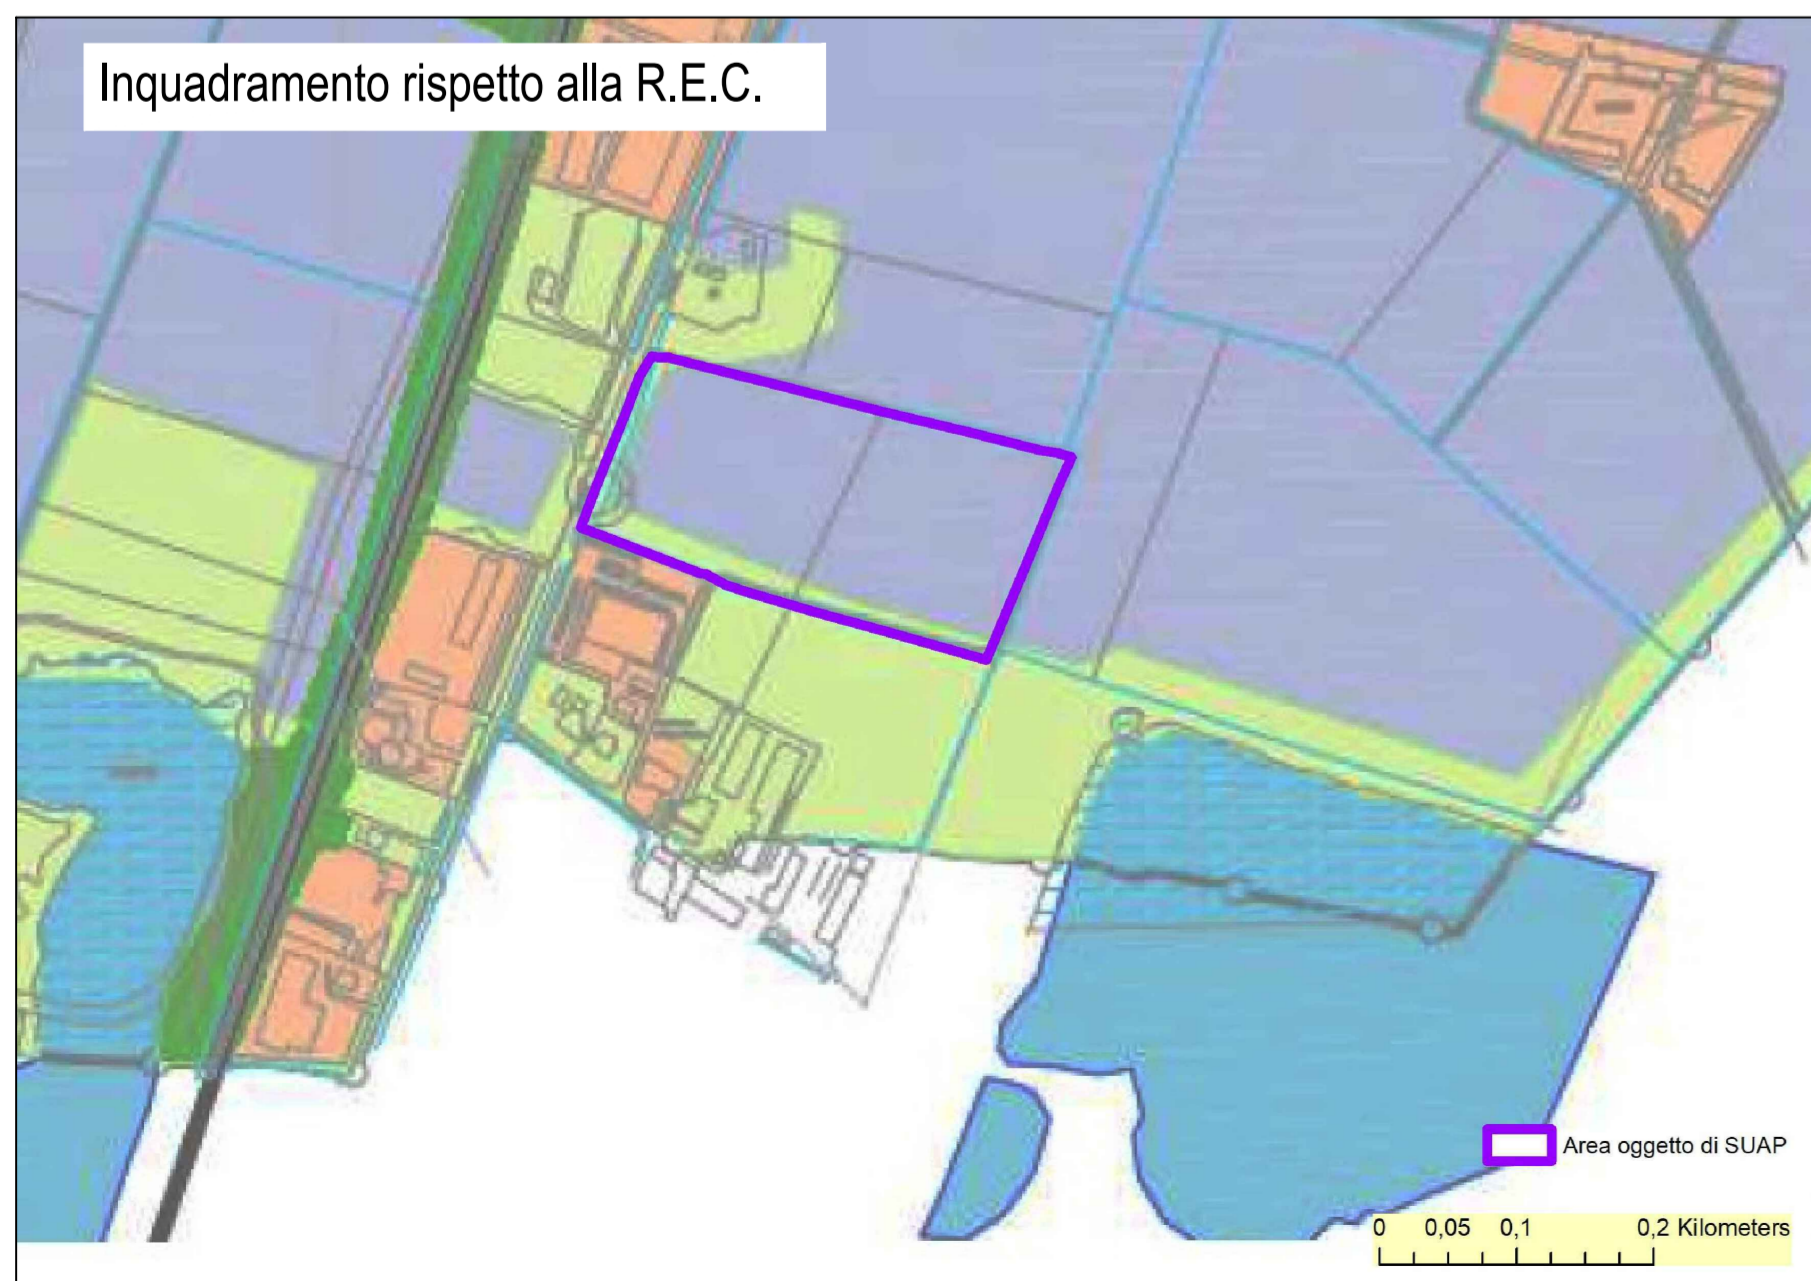 Inquadramento rispetto alla R.E.C.
Area oggetto di SUAP
0 0,05 0,1 0,2 Kilometers